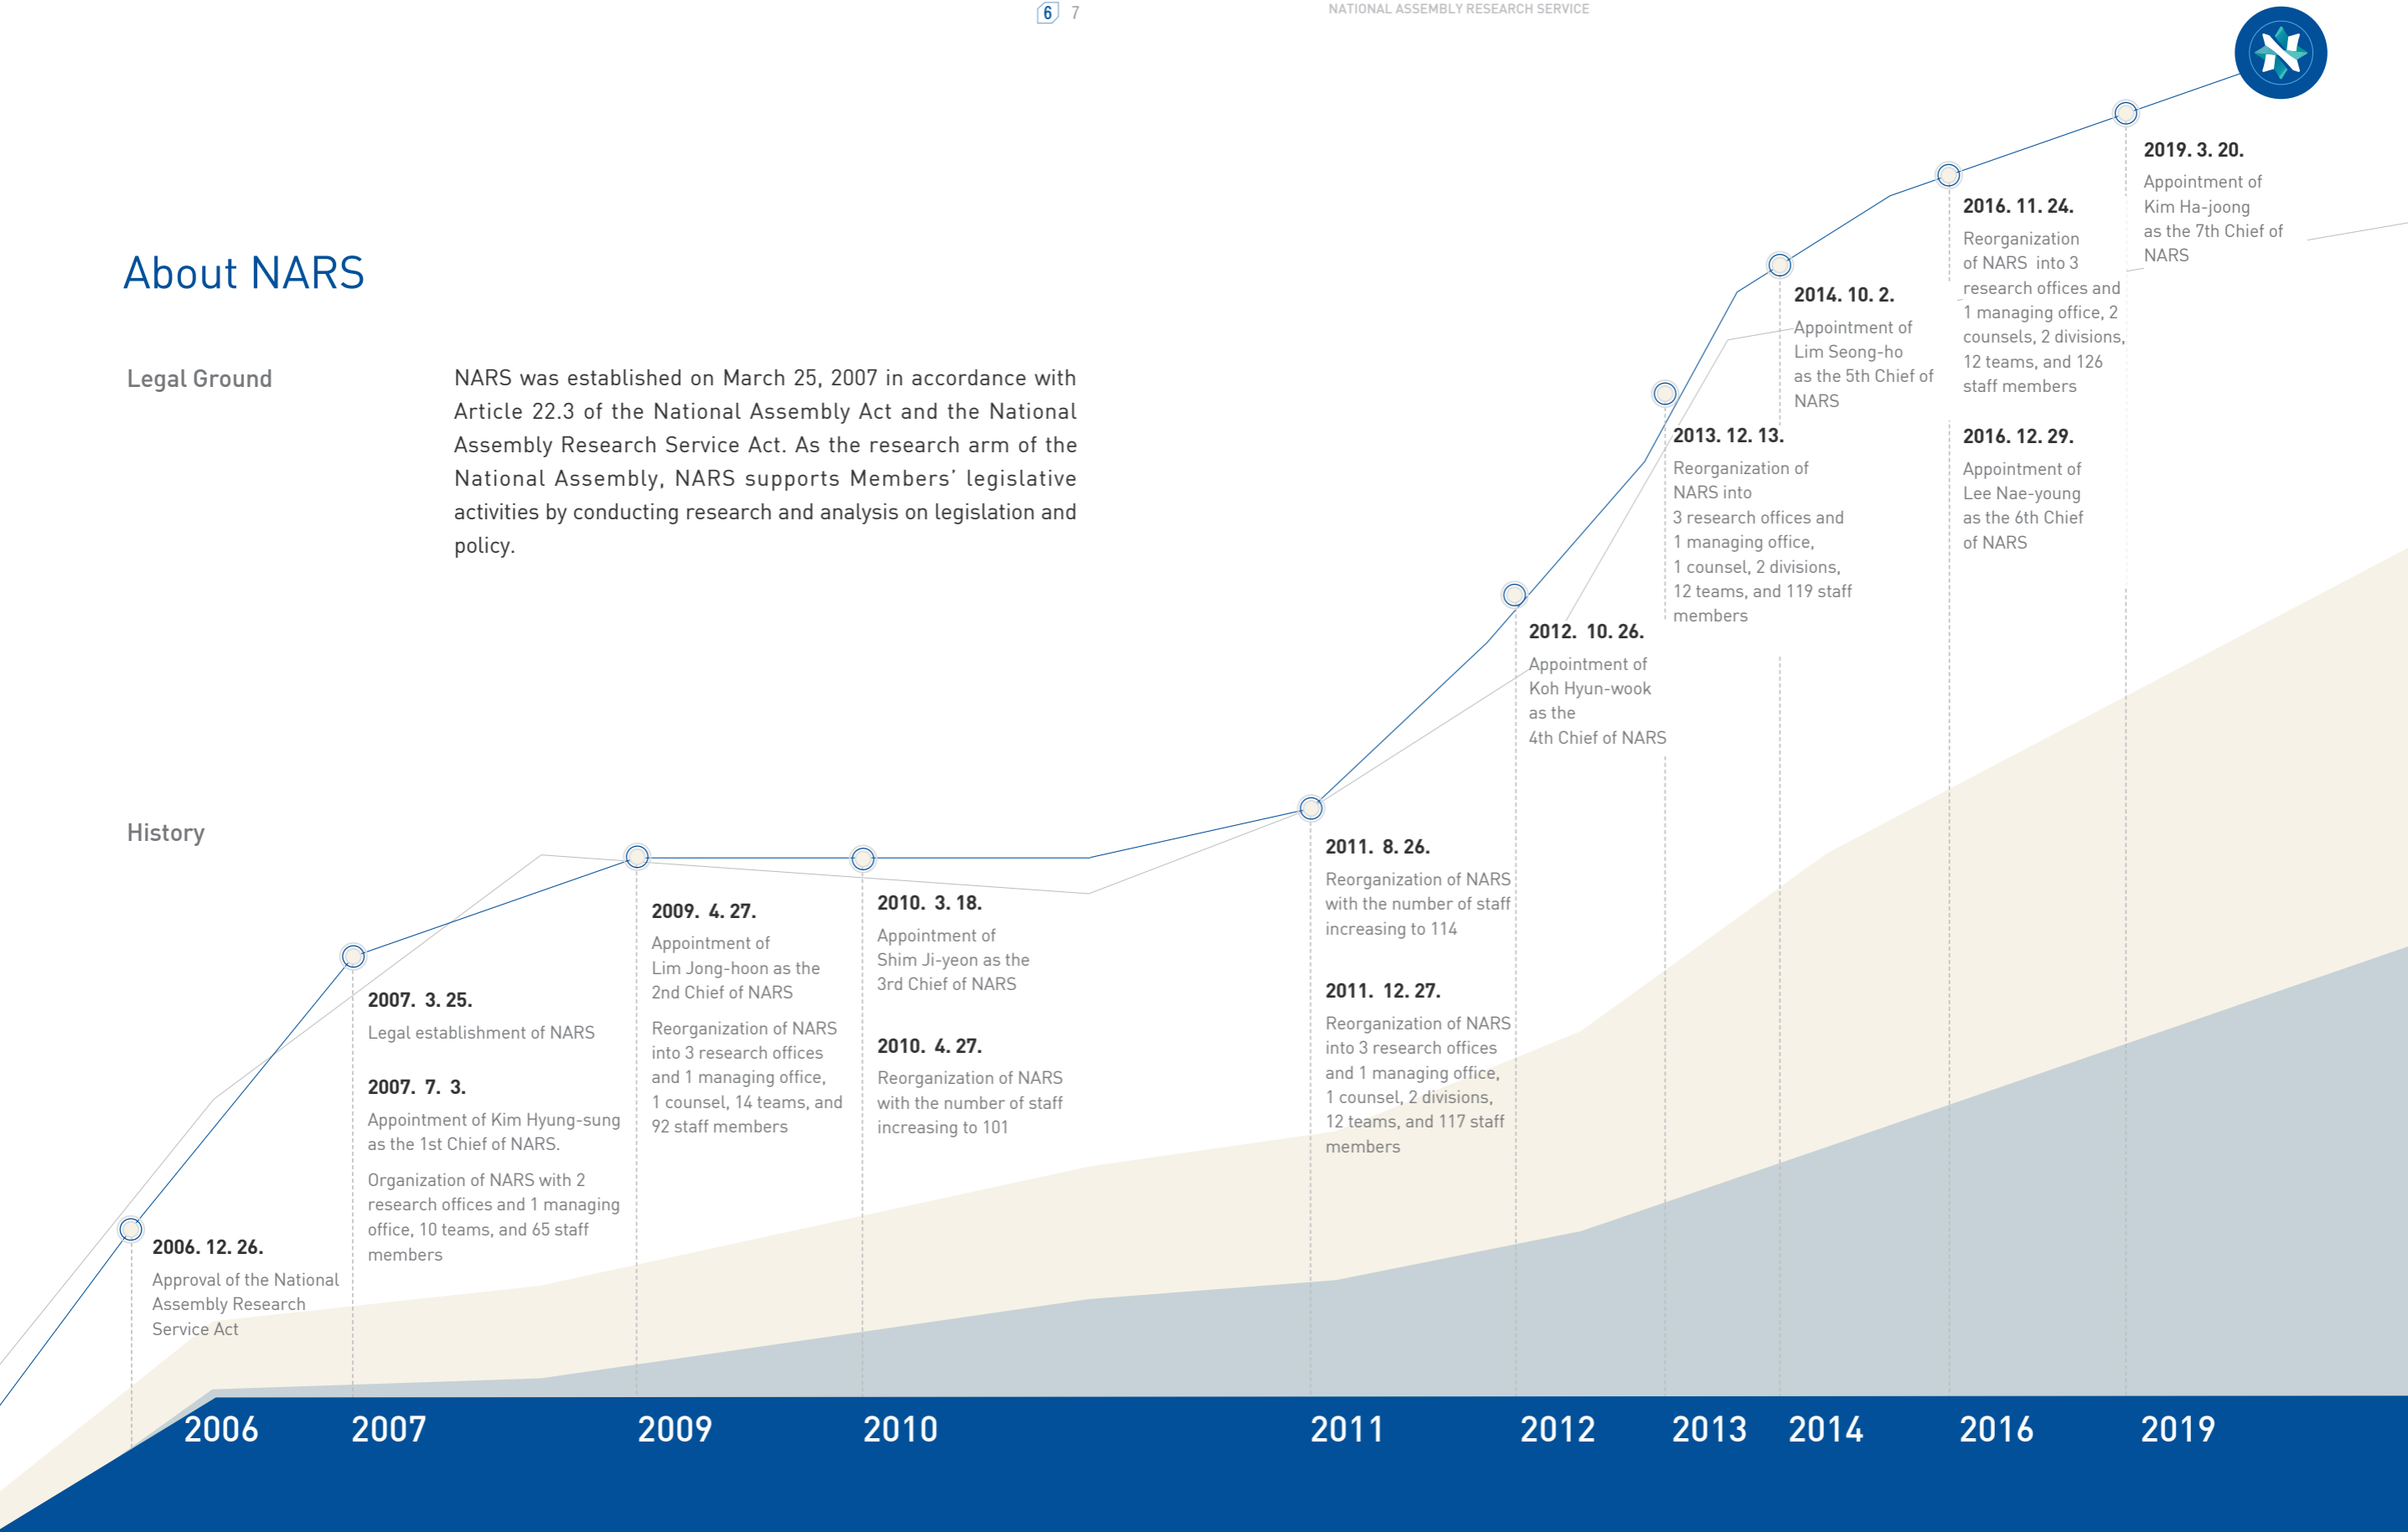 6 7
NATIONAL ASSEMBLY RESEARCH SERVICE
About NARS
Legal Ground
NARS was established on March 25, 2007 in accordance with
Article 22.3 of the National Assembly Act and the National
Assembly Research Service Act. As the research arm of the
National Assembly, NARS supports Members’ legislative
activities by conducting research and analysis on legislation and
policy.
History
2006. 12. 26.
Approval of the National
Assembly Research
Service Act
2007. 3. 25.
Legal establishment of NARS
2007. 7. 3.
Appointment of Kim Hyung-sung
as the 1st Chief of NARS.
Organization of NARS with 2
research offices and 1 managing
office, 10 teams, and 65 staff
members
2009. 4. 27.
Appointment of
Lim Jong-hoon as the
2nd Chief of NARS
Reorganization of NARS
into 3 research offices
and 1 managing office,
1 counsel, 14 teams, and
92 staff members
2010. 3. 18.
Appointment of
Shim Ji-yeon as the
3rd Chief of NARS
2010. 4. 27.
Reorganization of NARS
with the number of staff
increasing to 101
2011. 8. 26.
Reorganization of NARS
with the number of staff
increasing to 114
2011. 12. 27.
Reorganization of NARS
into 3 research offices
and 1 managing office,
1 counsel, 2 divisions,
12 teams, and 117 staff
members
2012. 10. 26.
Appointment of
Koh Hyun-wook
as the
4th Chief of NARS
2013. 12. 13.
Reorganization of
NARS into
3 research offices and
1 managing office,
1 counsel, 2 divisions,
12 teams, and 119 staff
members
2014. 10. 2.
Appointment of
Lim Seong-ho
as the 5th Chief of
NARS
2016. 11. 24.
Reorganization
of NARS into 3
research offices and
1 managing office, 2
counsels, 2 divisions,
12 teams, and 126
staff members
2016. 12. 29.
Appointment of
Lee Nae-young
as the 6th Chief
of NARS
2019. 3. 20.
Appointment of
Kim Ha-joong
as the 7th Chief of
NARS
2006 2007 2009 2010 2011 2012 2013 2014 2016 2019